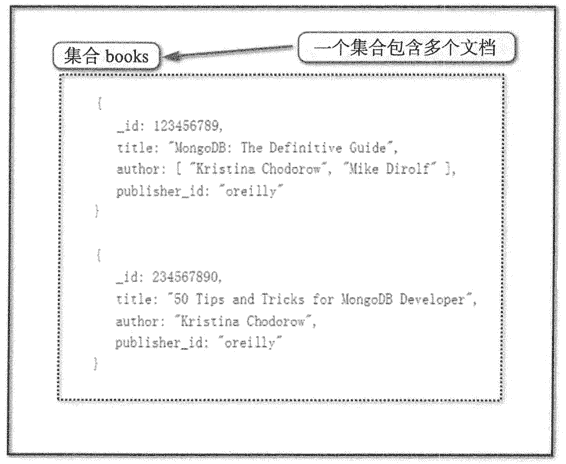 集合 books
一个集合包含多个文档
{
_id: 123456789,
title: "MongoDB: The Definitive Guide",
author: [ "Kristina Chodorow", "Mike Dirolf" ],
publisher_id: "oreilly"
}
{
_id: 234567890,
title: "50 Tips and Tricks for MongoDB Developer",
author: "Kristina Chodorow",
publisher_id: "oreilly"
}